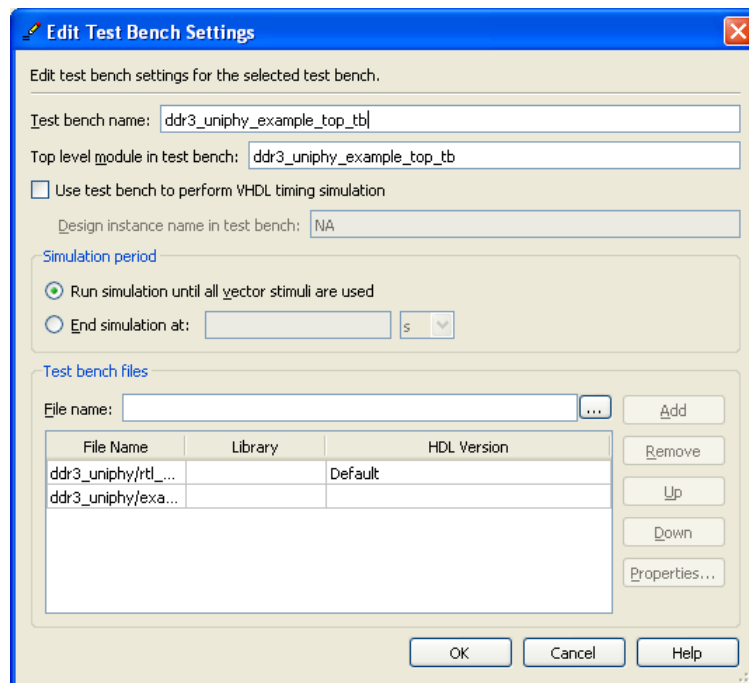 Edit Test Bench Settings
Edit test bench settings for the selected test bench.
Test bench name: ddr3_uniphy_example_top_tb
Top level module in test bench: ddr3_uniphy_example_top_tb
Use test bench to perform VHDL timing simulation
Design instance name in test bench: NA
Simulation period
Run simulation until all vector stimuli are used
End simulation at: s
Test bench files
File name: ... Add
File Name Library HDL Version
Remove
ddr3_uniphy/rtl_... Default
ddr3_uniphy/exa...
Up
Down
Properties...
OK Cancel Help